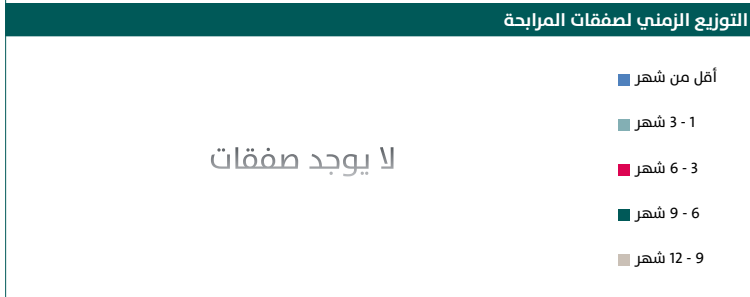 التوزيع الزمني لصفقات المرابحة
أقل من شهر
1 - 3 شهر
3 - 6 شهر
6 - 9 شهر
9 - 12 شهر
لا يوجد صفقات